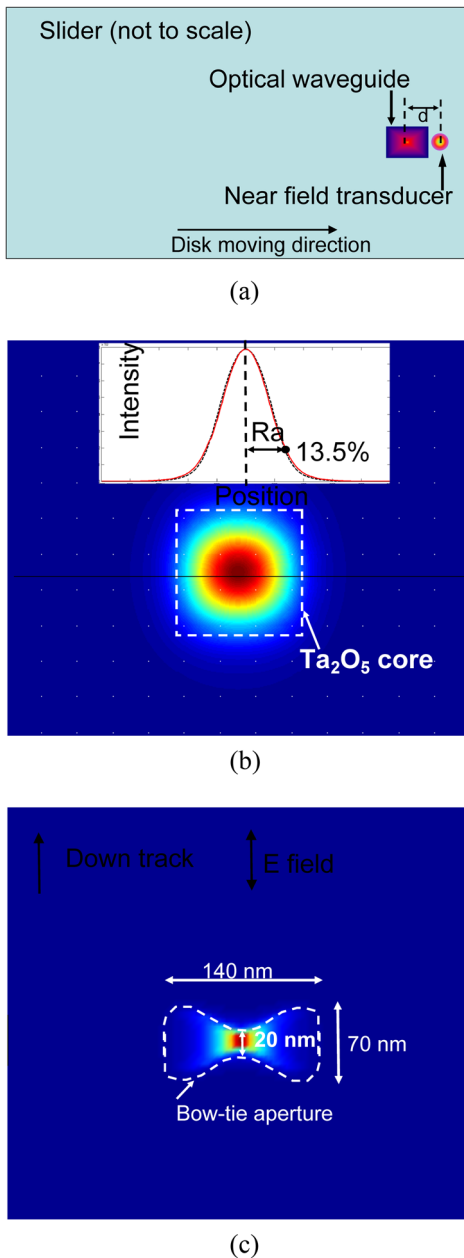 Slider (not to scale)
Optical waveguide
d
Near field transducer
Disk moving direction
(a)
Intensity
Ra
13.5%
Position
Ta₂O₅ core
(b)
Down track
E field
140 nm
20 nm
70 nm
Bow-tie aperture
(c)